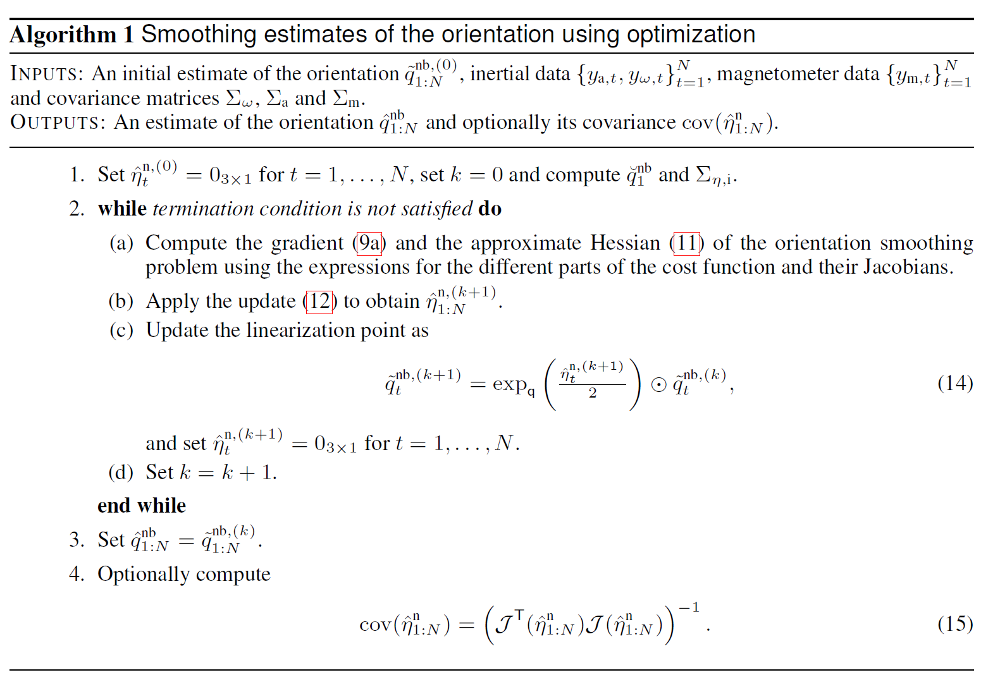 Algorithm 1 Smoothing estimates of the orientation using optimization
INPUTS: An initial estimate of the orientation $\tilde{q}_{1:N}^{\text{nb},(0)}$, inertial data $\{y_{\text{a},t}, y_{\omega,t}\}_{t=1}^{N}$, magnetometer data $\{y_{\text{m},t}\}_{t=1}^{N}$
and covariance matrices $\Sigma_\omega$, $\Sigma_\text{a}$ and $\Sigma_\text{m}$.
OUTPUTS: An estimate of the orientation $\hat{q}_{1:N}^{\text{nb}}$ and optionally its covariance $\text{cov}(\hat{\eta}_{1:N}^{\text{n}})$.
1. Set $\hat{\eta}_t^{\text{n},(0)} = 0_{3\times 1}$ for $t = 1, \ldots, N$, set $k = 0$ and compute $\breve{q}_1^{\text{nb}}$ and $\Sigma_{\eta,\text{i}}$.
2. while termination condition is not satisfied do
(a) Compute the gradient (9a) and the approximate Hessian (11) of the orientation smoothing
problem using the expressions for the different parts of the cost function and their Jacobians.
(b) Apply the update (12) to obtain $\hat{\eta}_{1:N}^{\text{n},(k+1)}$.
(c) Update the linearization point as
$\tilde{q}_t^{\text{nb},(k+1)} = \exp_{\text{q}}\left(\frac{\hat{\eta}_t^{\text{n},(k+1)}}{2}\right) \odot \tilde{q}_t^{\text{nb},(k)},$ (14)
and set $\hat{\eta}_t^{\text{n},(k+1)} = 0_{3\times 1}$ for $t = 1, \ldots, N$.
(d) Set $k = k + 1$.
end while
3. Set $\hat{q}_{1:N}^{\text{nb}} = \tilde{q}_{1:N}^{\text{nb},(k)}$.
4. Optionally compute
$\text{cov}(\hat{\eta}_{1:N}^{\text{n}}) = \left(\mathcal{J}^{\mathsf{T}}(\hat{\eta}_{1:N}^{\text{n}})\mathcal{J}(\hat{\eta}_{1:N}^{\text{n}})\right)^{-1}.$ (15)